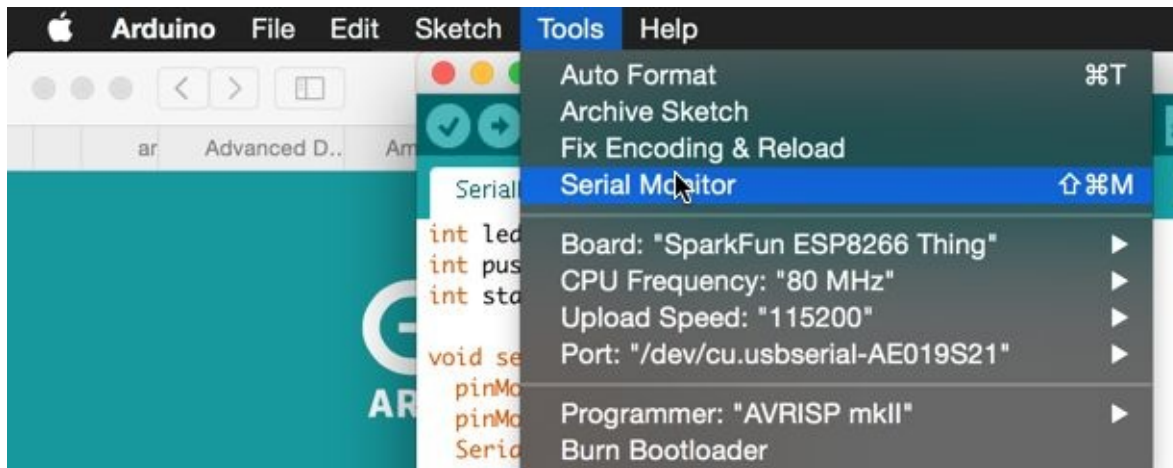 Arduino File Edit Sketch Tools Help
Auto Format ⌘T
Archive Sketch
Fix Encoding & Reload
Serial Monitor ⇧⌘M
Board: "SparkFun ESP8266 Thing"
CPU Frequency: "80 MHz"
Upload Speed: "115200"
Port: "/dev/cu.usbserial-AE019S21"
Programmer: "AVRISP mkII"
Burn Bootloader
ar Advanced D.. Am
AR
Serial
int led
int pus
int sta
void se
pinMo
pinMo
Seria